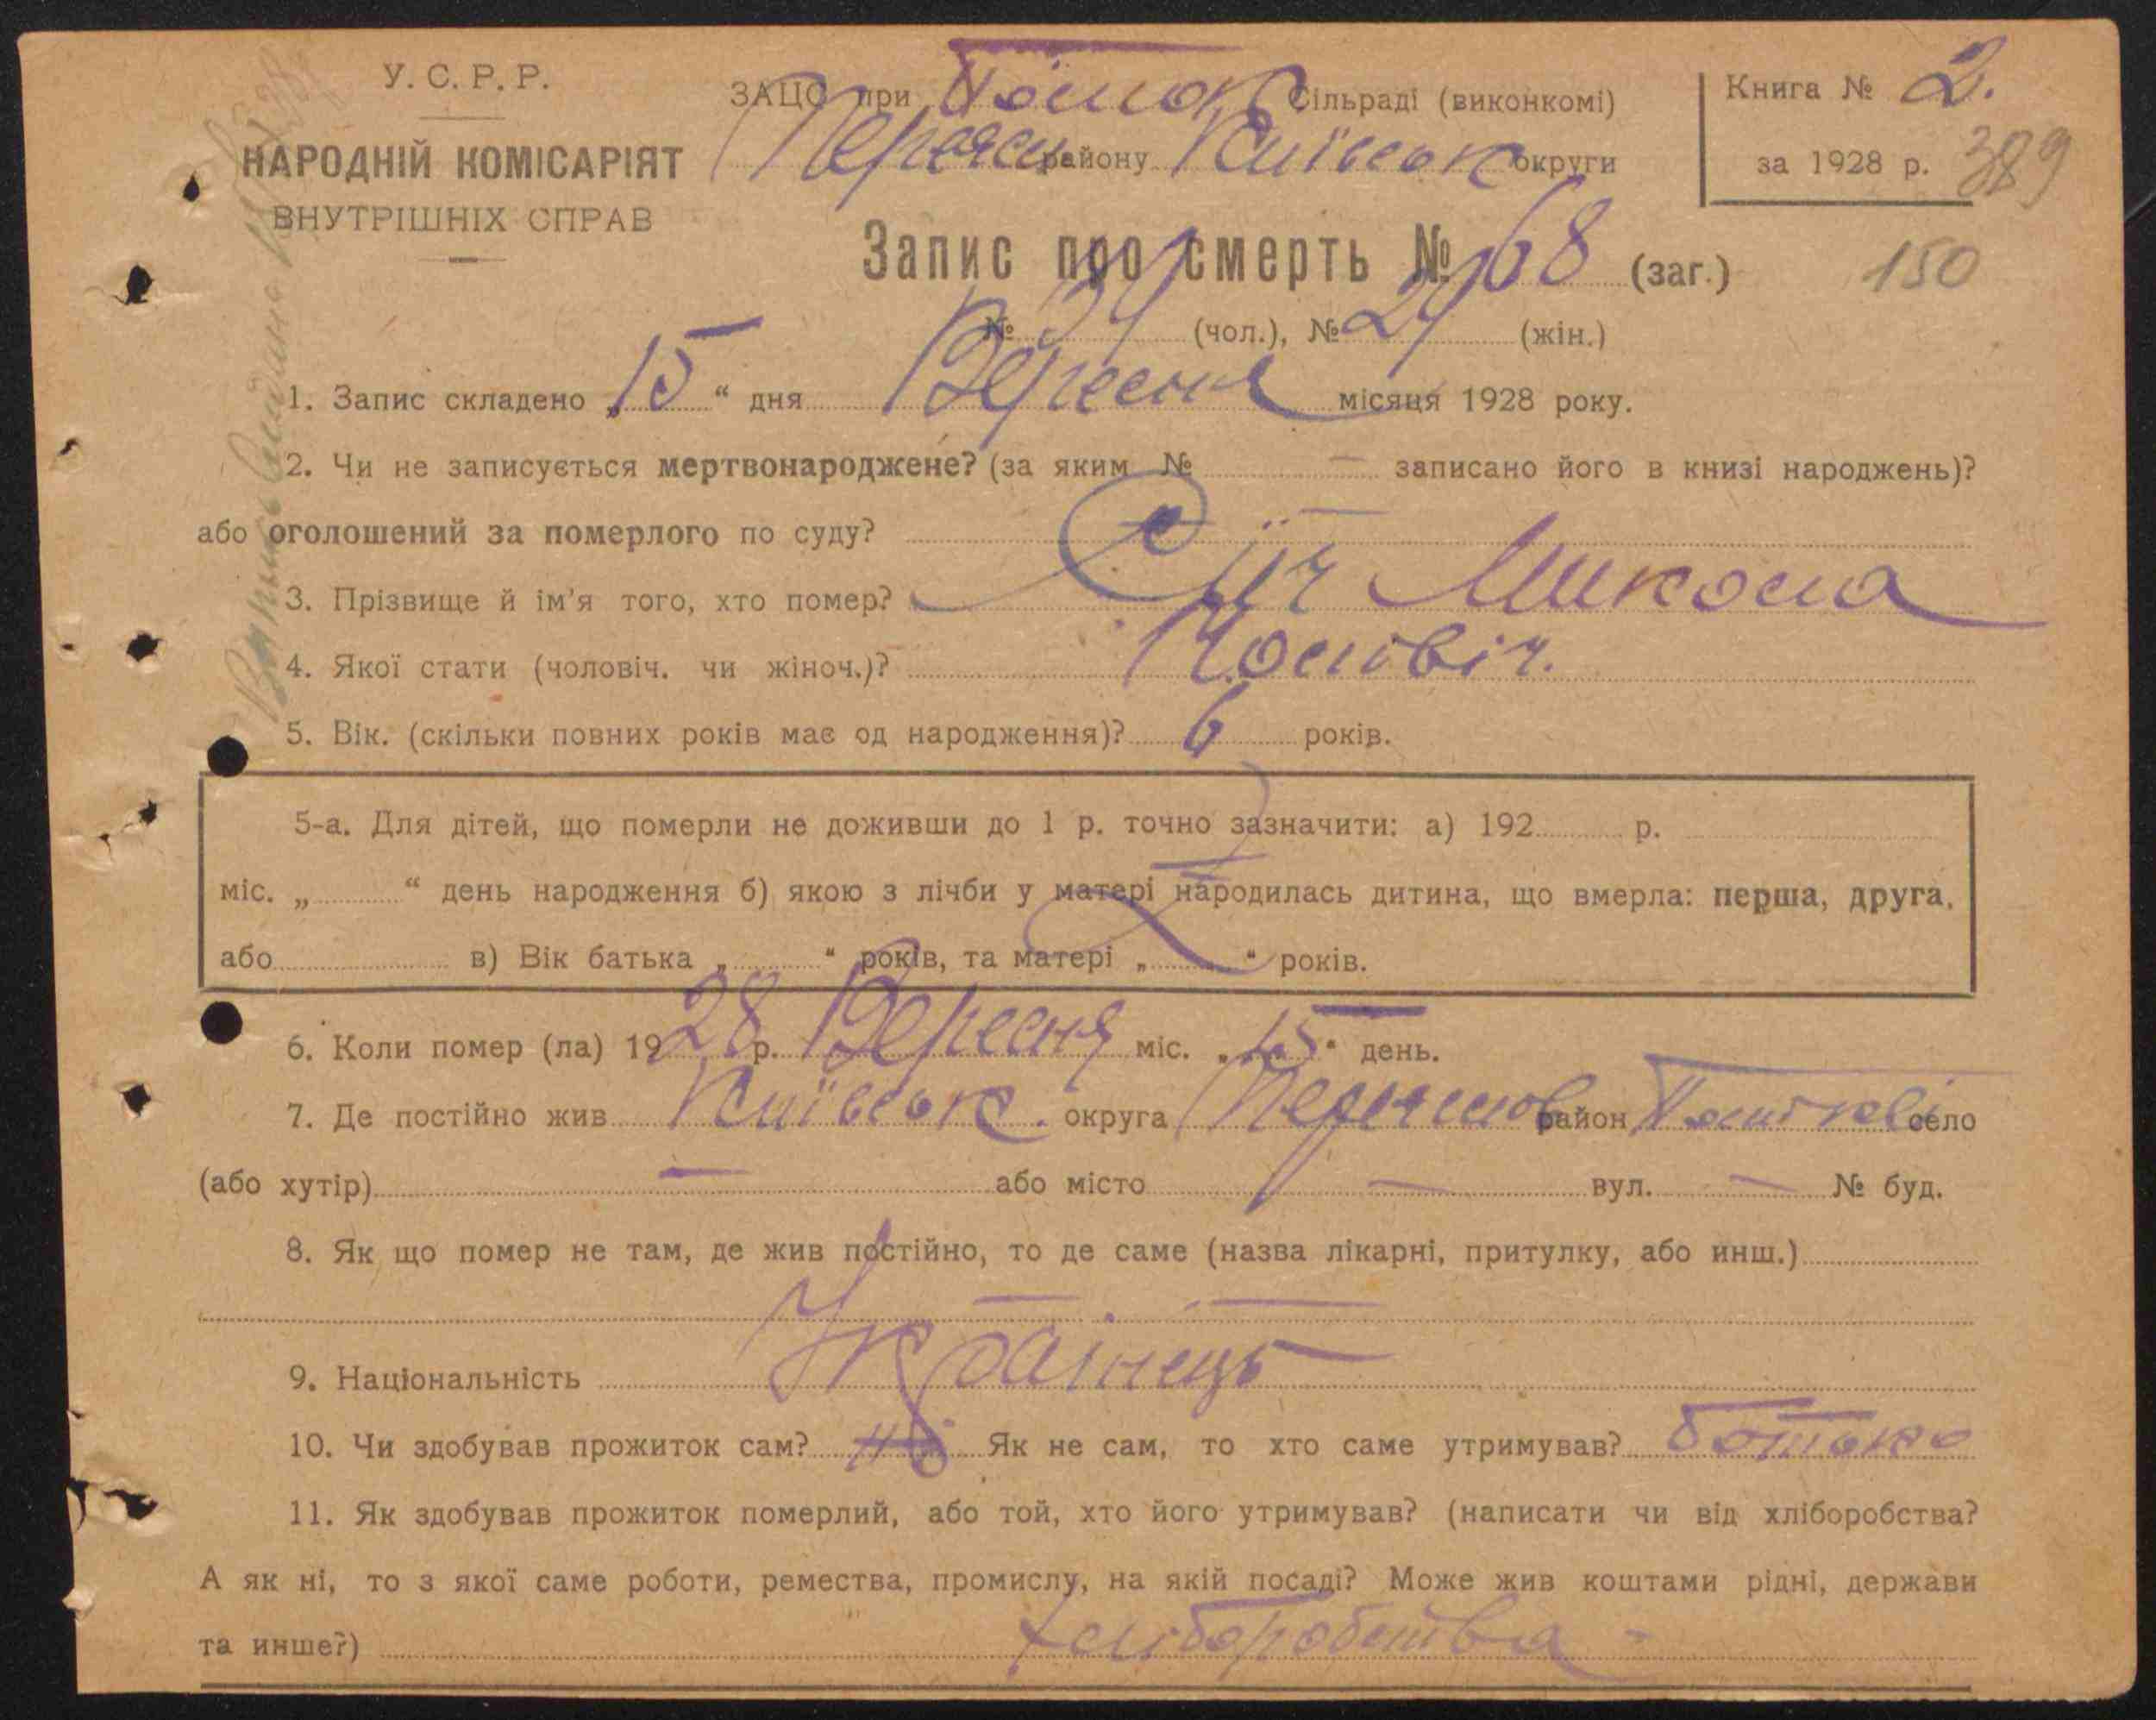 У. С. Р. Р.
НАРОДНІЙ КОМІСАРІЯТ
ВНУТРІШНІХ СПРАВ
ЗАЦС при Сільраді (виконкомі)
району Київськ округи
Книга № 2.
за 1928 р. 389
Запис про смерть № 68 (заг.)
150
№ 39 (чол.), № 29 (жін.)
1. Запис складено „15“ дня Вересня місяця 1928 року.
2. Чи не записується мертвонароджене? (за яким № — записано його в книзі народжень)?
або оголошений за померлого по суду? —
3. Прізвище й ім'я того, хто помер? Микола
4. Якої стати (чоловіч. чи жіноч.)? Чоловіч.
5. Вік. (скільки повних років має од народження)? 6 років.
5-а. Для дітей, що померли не доживши до 1 р. точно зазначити: а) 192 р.
міс. „ “ день народження б) якою з лічби у матері народилась дитина, що вмерла: перша, друга,
або в) Вік батька „ “ років, та матері „ “ років.
6. Коли помер (ла) 1928 р. Вересня міс. „15“ день.
7. Де постійно жив Київськ. округа район село
(або хутір) — або місто — вул. — № буд.
8. Як що помер не там, де жив постійно, то де саме (назва лікарні, притулку, або инш.)
— —
9. Національність Украінець
10. Чи здобував прожиток сам? Як не сам, то хто саме утримував? батько
11. Як здобував прожиток померлий, або той, хто його утримував? (написати чи від хліборобства?
А як ні, то з якої саме роботи, ремества, промислу, на якій посаді? Може жив коштами рідні, держави
та инше?) хліборобства -